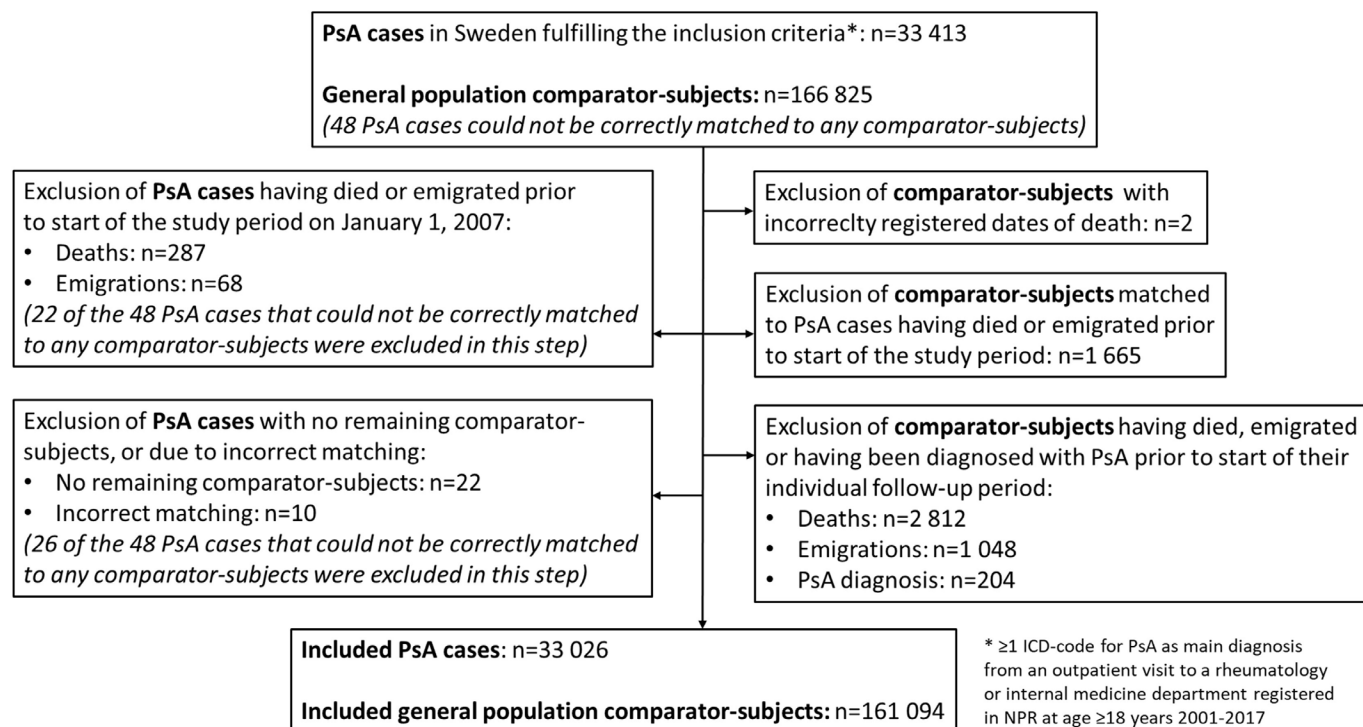 PsA cases in Sweden fulfilling the inclusion criteria*: n=33 413
General population comparator-subjects: n=166 825
(48 PsA cases could not be correctly matched to any comparator-subjects)
Exclusion of PsA cases having died or emigrated prior
to start of the study period on January 1, 2007:
• Deaths: n=287
• Emigrations: n=68
(22 of the 48 PsA cases that could not be correctly matched
to any comparator-subjects were excluded in this step)
Exclusion of comparator-subjects with
incorreclty registered dates of death: n=2
Exclusion of comparator-subjects matched
to PsA cases having died or emigrated prior
to start of the study period: n=1 665
Exclusion of PsA cases with no remaining comparator-
subjects, or due to incorrect matching:
• No remaining comparator-subjects: n=22
• Incorrect matching: n=10
(26 of the 48 PsA cases that could not be correctly matched
to any comparator-subjects were excluded in this step)
Exclusion of comparator-subjects having died, emigrated
or having been diagnosed with PsA prior to start of their
individual follow-up period:
• Deaths: n=2 812
• Emigrations: n=1 048
• PsA diagnosis: n=204
Included PsA cases: n=33 026
Included general population comparator-subjects: n=161 094
* ≥1 ICD-code for PsA as main diagnosis
from an outpatient visit to a rheumatology
or internal medicine department registered
in NPR at age ≥18 years 2001-2017